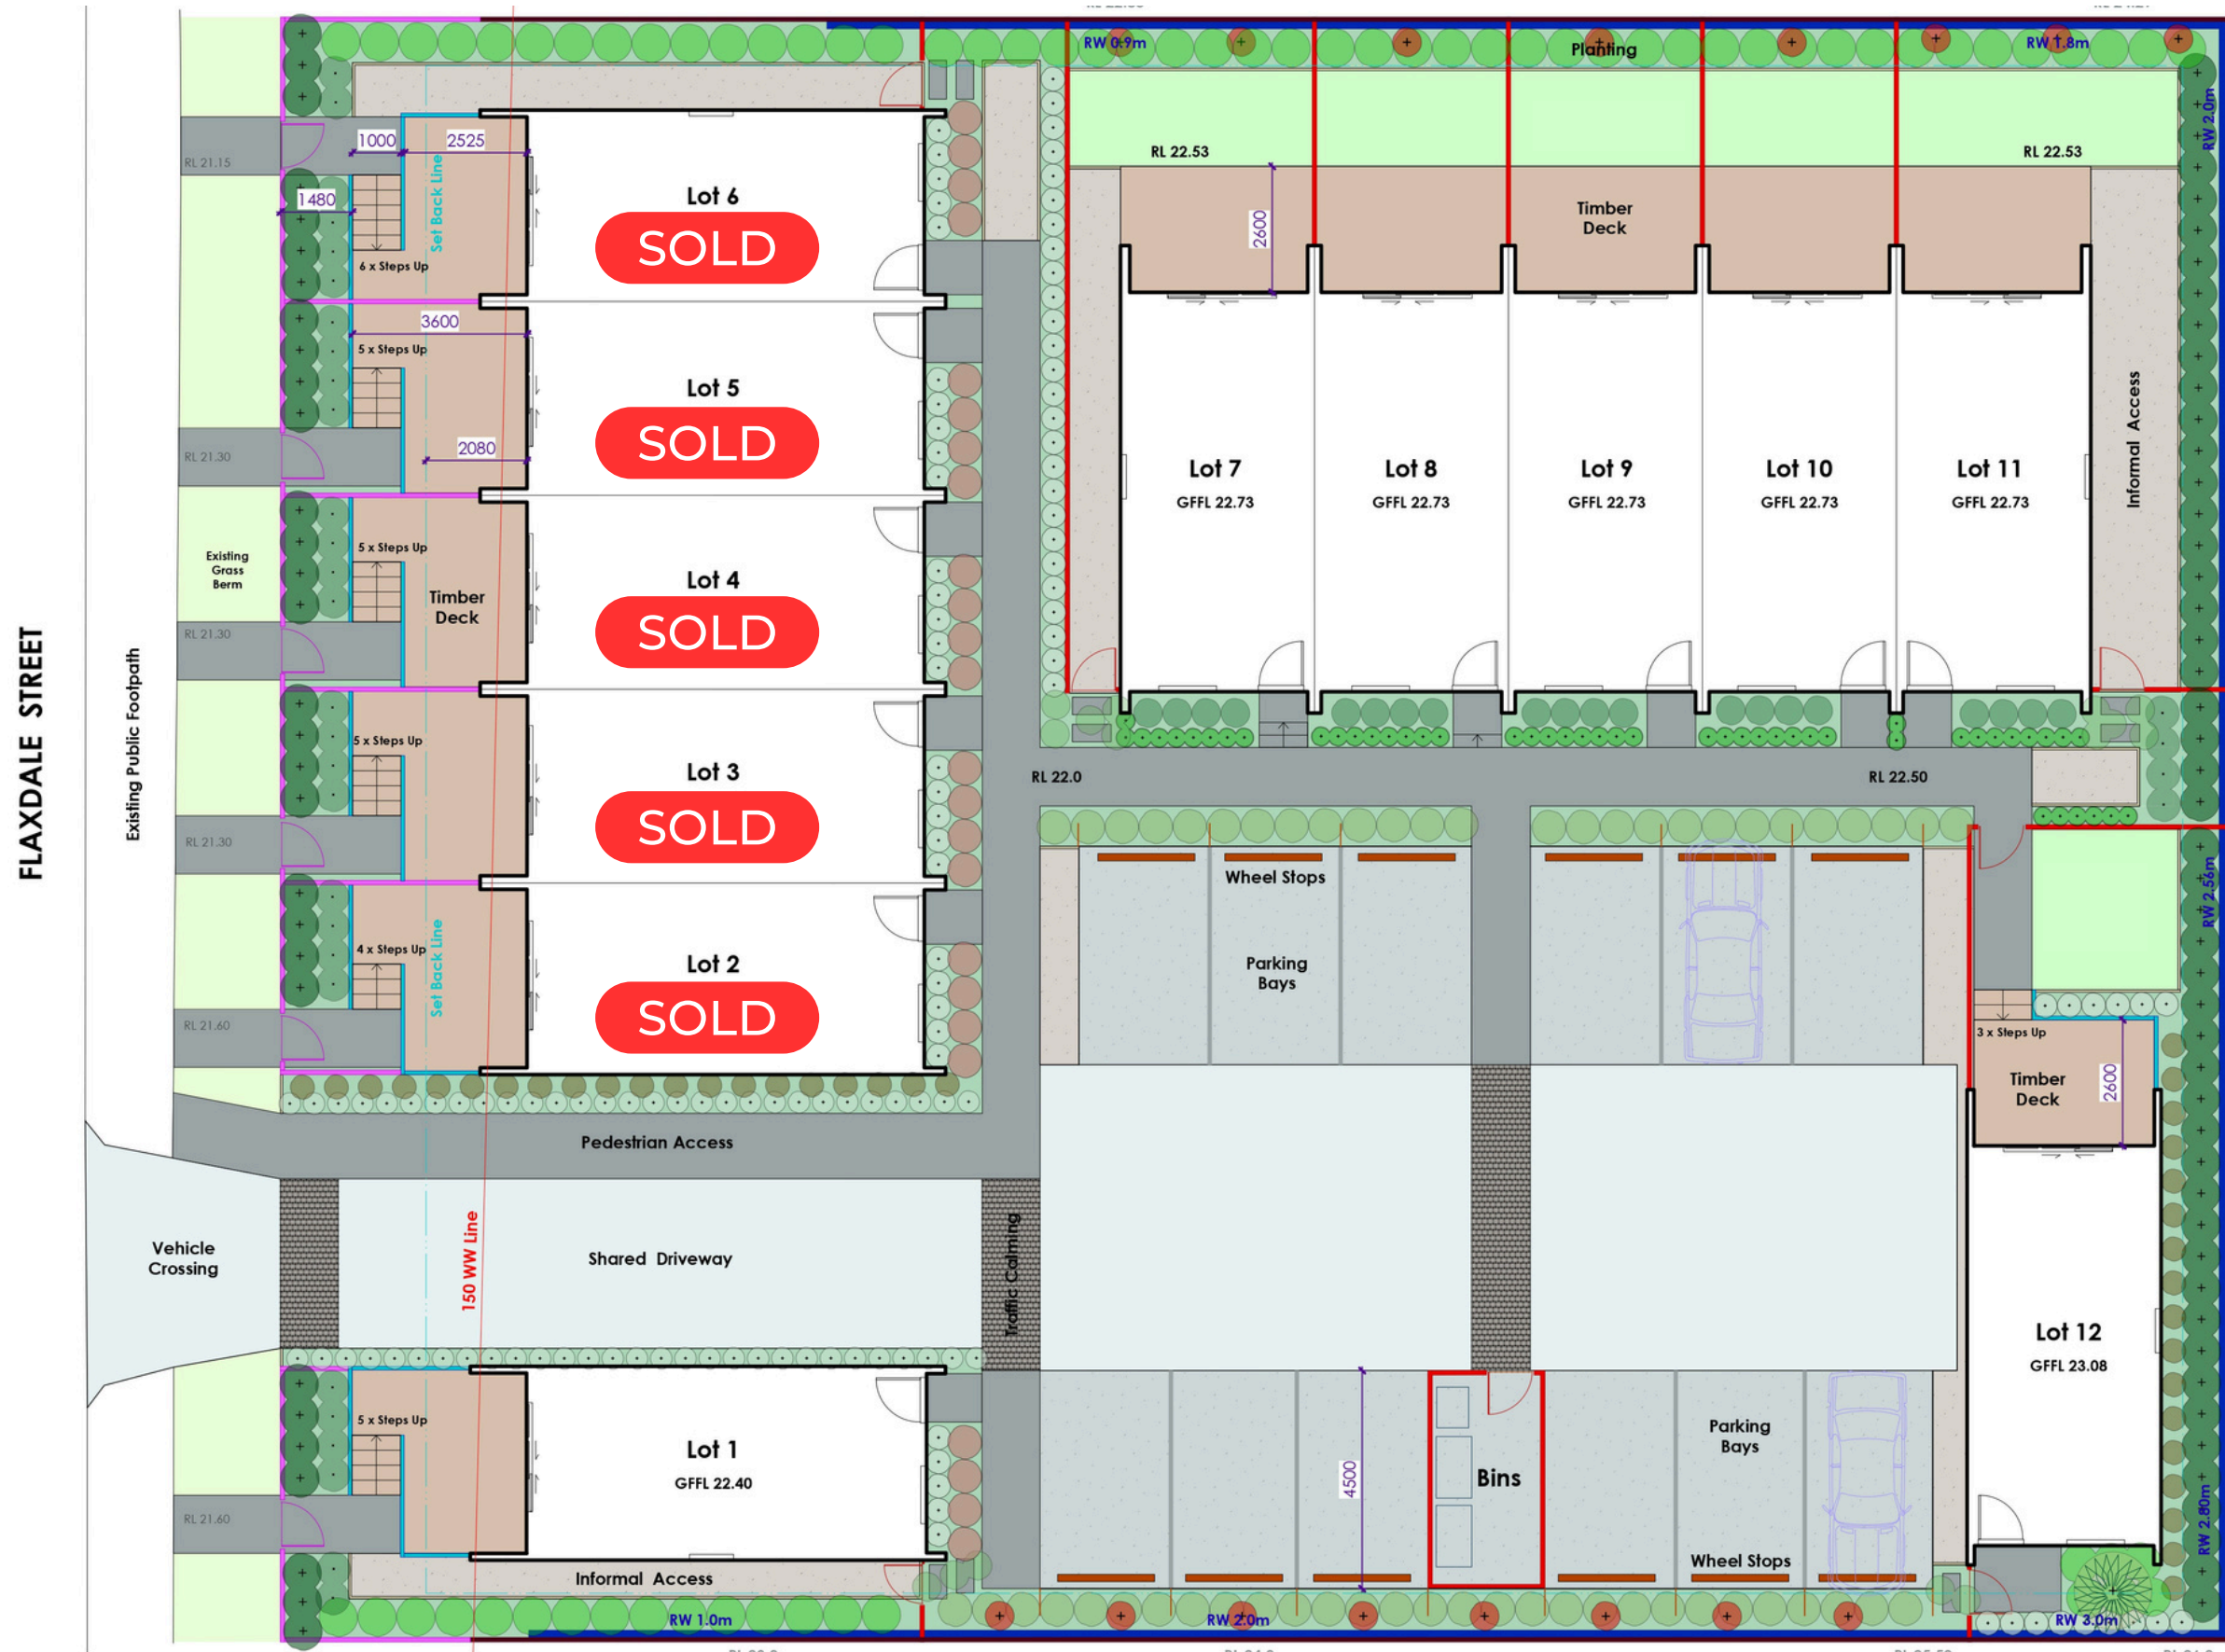 RW 0.9m
Planting
RW 1.8m
RW 2.0m
RL 21.15
1000
2525
1480
Set Back Line
6 x Steps Up
Lot 6
SOLD
RL 22.53
RL 22.53
2600
Timber
Deck
3600
5 x Steps Up
2080
RL 21.30
Lot 5
SOLD
Lot 7
GFFL 22.73
Lot 8
GFFL 22.73
Lot 9
GFFL 22.73
Lot 10
GFFL 22.73
Lot 11
GFFL 22.73
Informal Access
FLAXDALE STREET
Existing Public Footpath
Existing
Grass
Berm
5 x Steps Up
Timber
Deck
RL 21.30
Lot 4
SOLD
5 x Steps Up
RL 21.30
Lot 3
SOLD
RL 22.0
RL 22.50
Wheel Stops
Parking
Bays
RW 2.56m
4 x Steps Up
Set Back Line
RL 21.60
Lot 2
SOLD
3 x Steps Up
Timber
Deck
2600
Pedestrian Access
Vehicle
Crossing
150 WW Line
Shared Driveway
Traffic Calming
Lot 12
GFFL 23.08
5 x Steps Up
RL 21.60
Lot 1
GFFL 22.40
4500
Bins
Parking
Bays
Wheel Stops
RW 2.80m
Informal Access
RW 1.0m
RW 2.0m
RW 3.0m